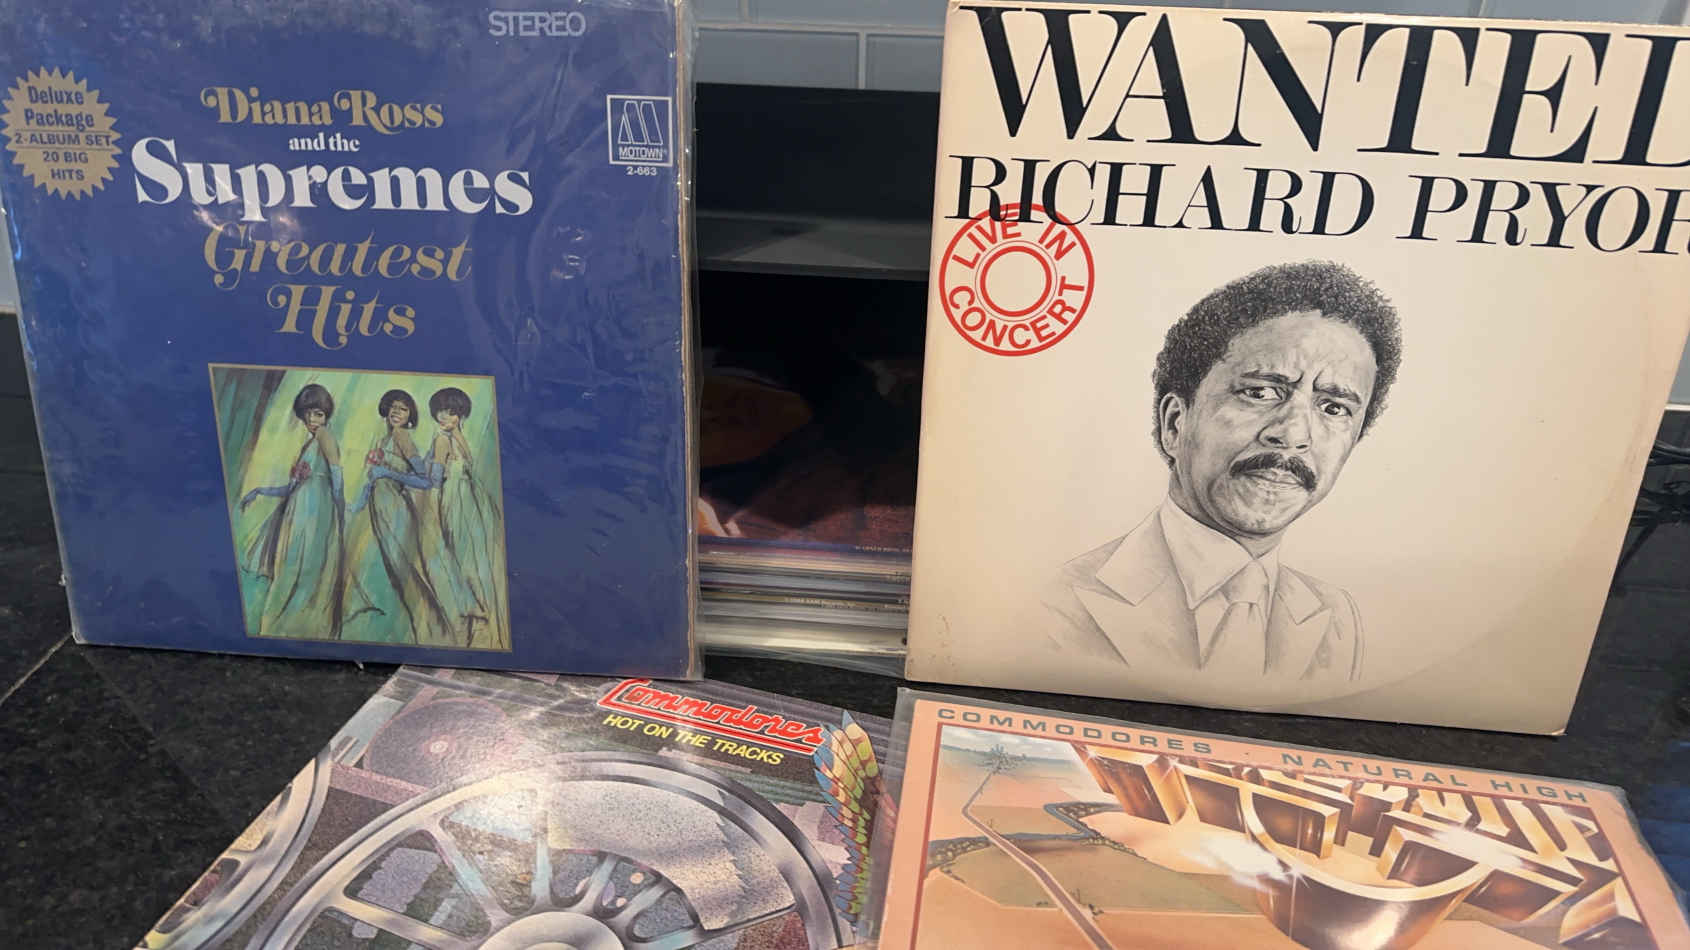 STEREO
Deluxe
Package
2-ALBUM SET
20 BIG
HITS
Diana Ross
and the
Supremes
Greatest
Hits
MOTOWN®
2-663
WANTED
RICHARD PRYOR
LIVE IN
CONCERT
Commodores
HOT ON THE TRACKS
COMMODORES · NATURAL HIGH